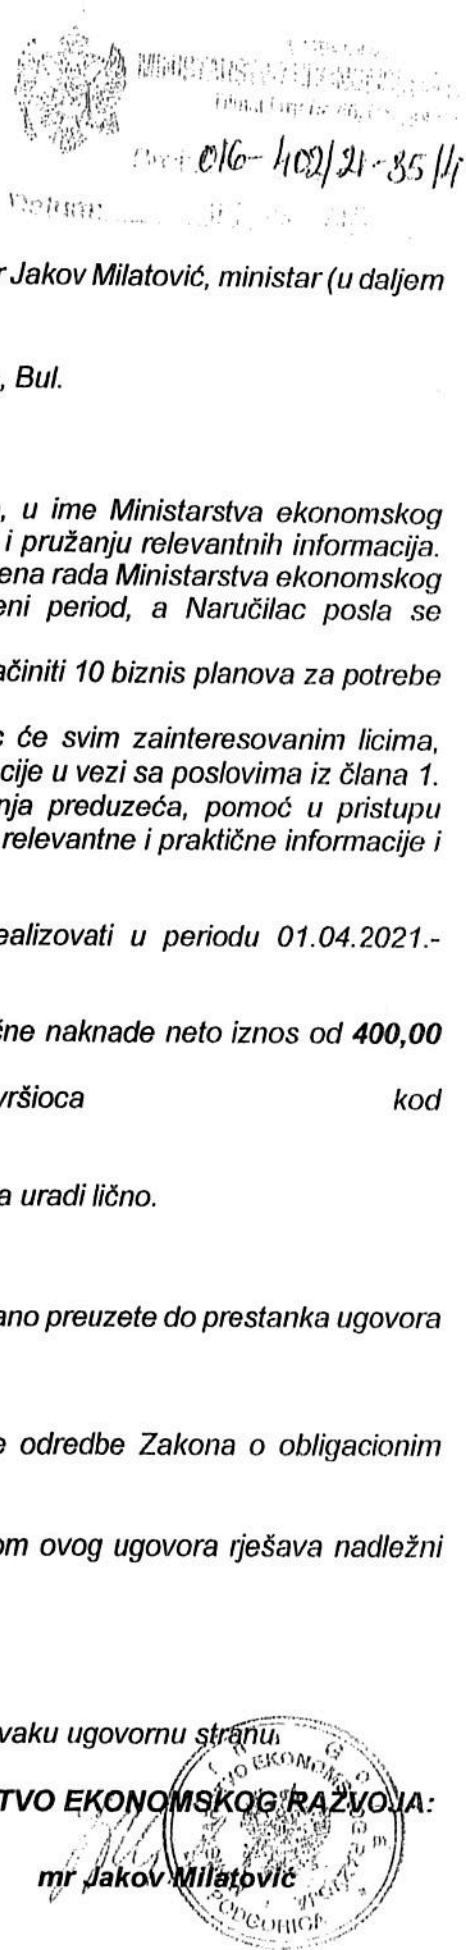 016-402/21-85/4
r Jakov Milatović, ministar (u daljem
, Bul.
, u ime Ministarstva ekonomskog
i pružanju relevantnih informacija.
ena rada Ministarstva ekonomskog
eni period, a Naručilac posla se
ačiniti 10 biznis planova za potrebe
c će svim zainteresovanim licima,
cije u vezi sa poslovima iz člana 1.
nja preduzeća, pomoć u pristupu
relevantne i praktične informacije i
ealizovati u periodu 01.04.2021.-
čne naknade neto iznos od 400,00
vršioca kod
a uradi lično.
ano preuzete do prestanka ugovora
e odredbe Zakona o obligacionim
om ovog ugovora rješava nadležni
vaku ugovornu stranu.
TVO EKONOMSKOG RAZVOJA:
mr Jakov Milatović
PODGORICA